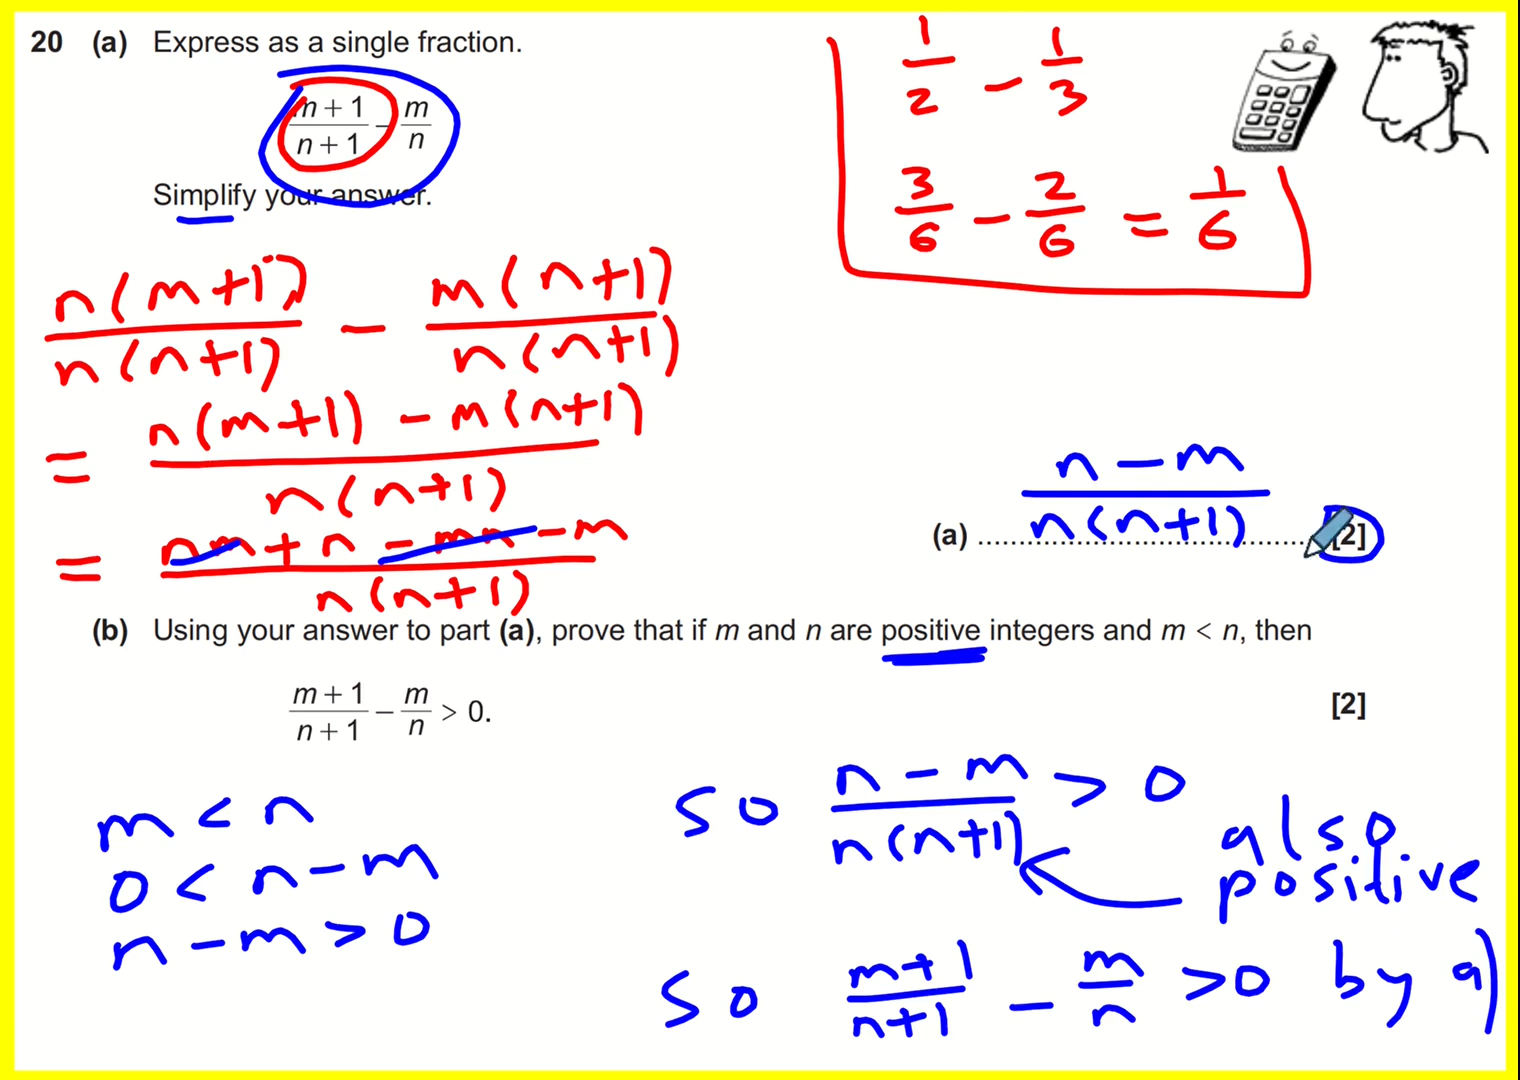 20 (a) Express as a single fraction.
m + 1 / n + 1 − m / n
Simplify your answer.
1/2 − 1/3
3/6 − 2/6 = 1/6
n(m+1) / n(n+1) − m(n+1) / n(n+1)
= n(m+1) − m(n+1) / n(n+1)
= nm + n − mn − m / n(n+1)
n − m / n(n+1)
(a) ........................................ [2]
(b) Using your answer to part (a), prove that if m and n are positive integers and m < n, then
m + 1 / n + 1 − m / n > 0.
[2]
m < n
0 < n − m
n − m > 0
so n − m / n(n+1) > 0
also
positive
so m+1 / n+1 − m / n > 0 by a)